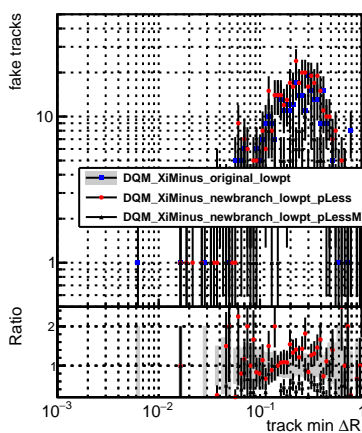 fake tracks
10
DQM_XiMinus_original_lowpt
DQM_XiMinus_newbranch_lowpt_pLess
DQM_XiMinus_newbranch_lowpt_pLessM
1
Ratio
2
1
10⁻³ 10⁻² 10⁻¹ 1
track min ΔR